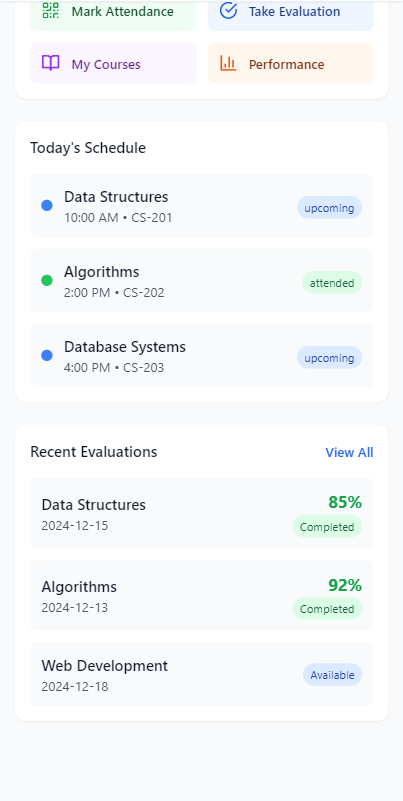 Mark Attendance
Take Evaluation
My Courses
Performance
Today's Schedule
Data Structures
10:00 AM • CS-201
upcoming
Algorithms
2:00 PM • CS-202
attended
Database Systems
4:00 PM • CS-203
upcoming
Recent Evaluations
View All
Data Structures
2024-12-15
85%
Completed
Algorithms
2024-12-13
92%
Completed
Web Development
2024-12-18
Available